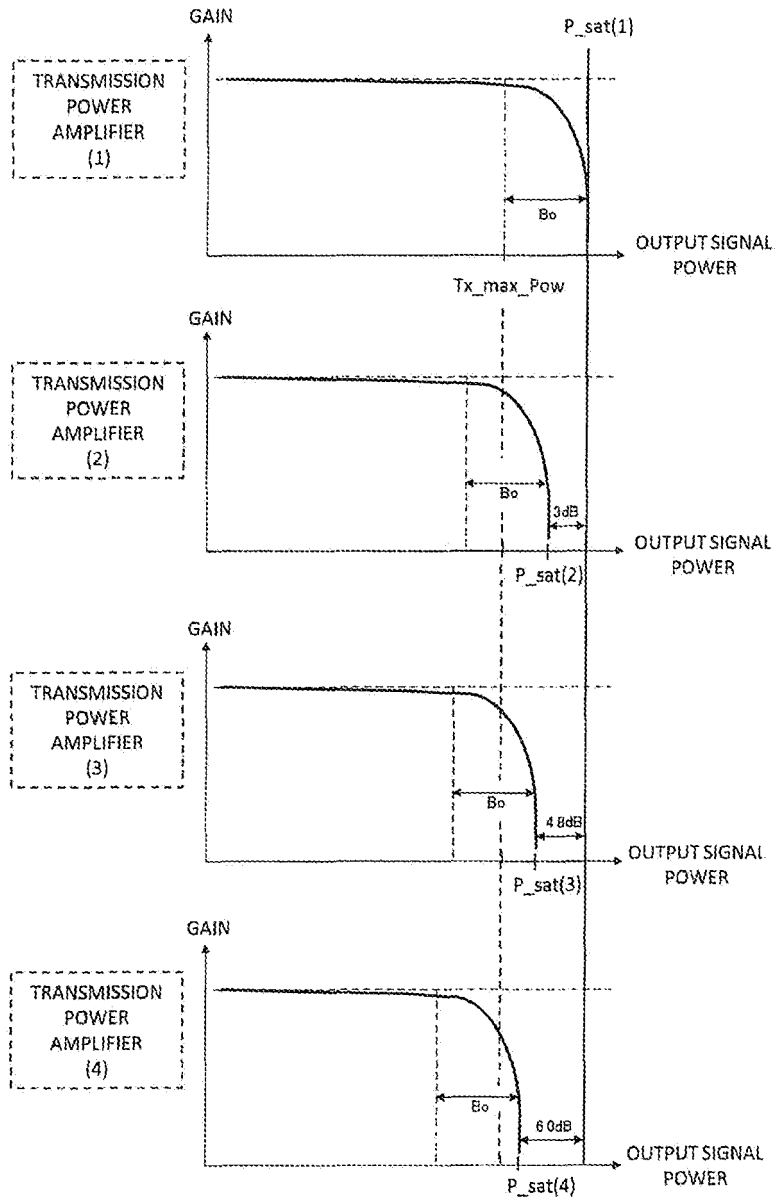 GAIN
P_sat(1)
TRANSMISSION
POWER
AMPLIFIER
(1)
Bo
OUTPUT SIGNAL
POWER
Tx_max_Pow
GAIN
TRANSMISSION
POWER
AMPLIFIER
(2)
Bo
3dB
OUTPUT SIGNAL
POWER
P_sat(2)
GAIN
TRANSMISSION
POWER
AMPLIFIER
(3)
Bo
4.8dB
OUTPUT SIGNAL
POWER
P_sat(3)
GAIN
TRANSMISSION
POWER
AMPLIFIER
(4)
Bo
6.0dB
OUTPUT SIGNAL
POWER
P_sat(4)